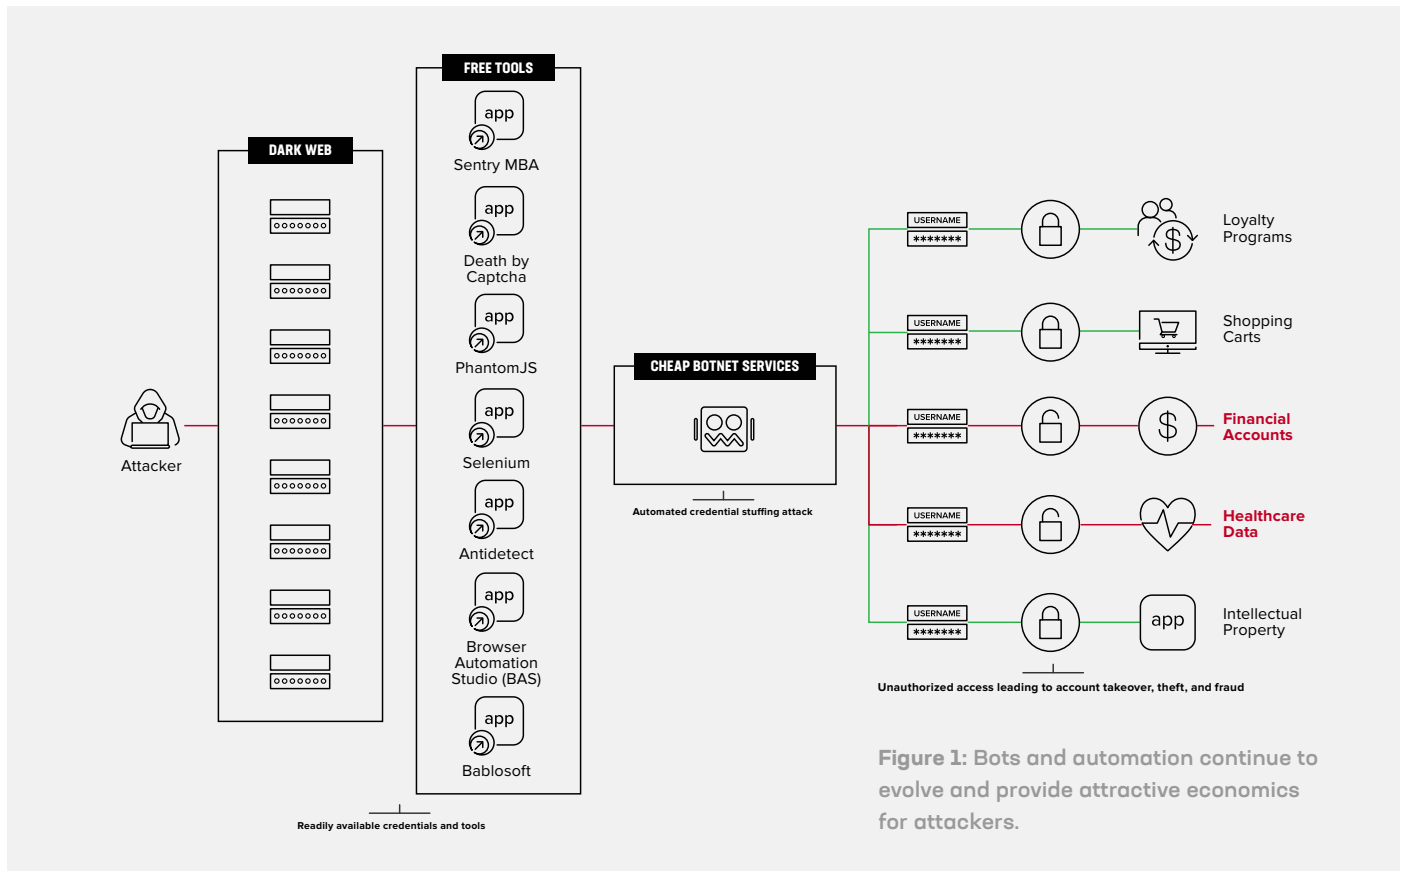 FREE TOOLS
app
Sentry MBA
app
Death by
Captcha
app
PhantomJS
app
Selenium
app
Antidetect
app
Browser
Automation
Studio (BAS)
app
Bablosoft
DARK WEB
Attacker
Readily available credentials and tools
CHEAP BOTNET SERVICES
Automated credential stuffing attack
USERNAME
*******
Loyalty
Programs
USERNAME
*******
Shopping
Carts
USERNAME
*******
$
Financial
Accounts
USERNAME
*******
Healthcare
Data
USERNAME
*******
app
Intellectual
Property
$
Unauthorized access leading to account takeover, theft, and fraud
Figure 1: Bots and automation continue to
evolve and provide attractive economics
for attackers.